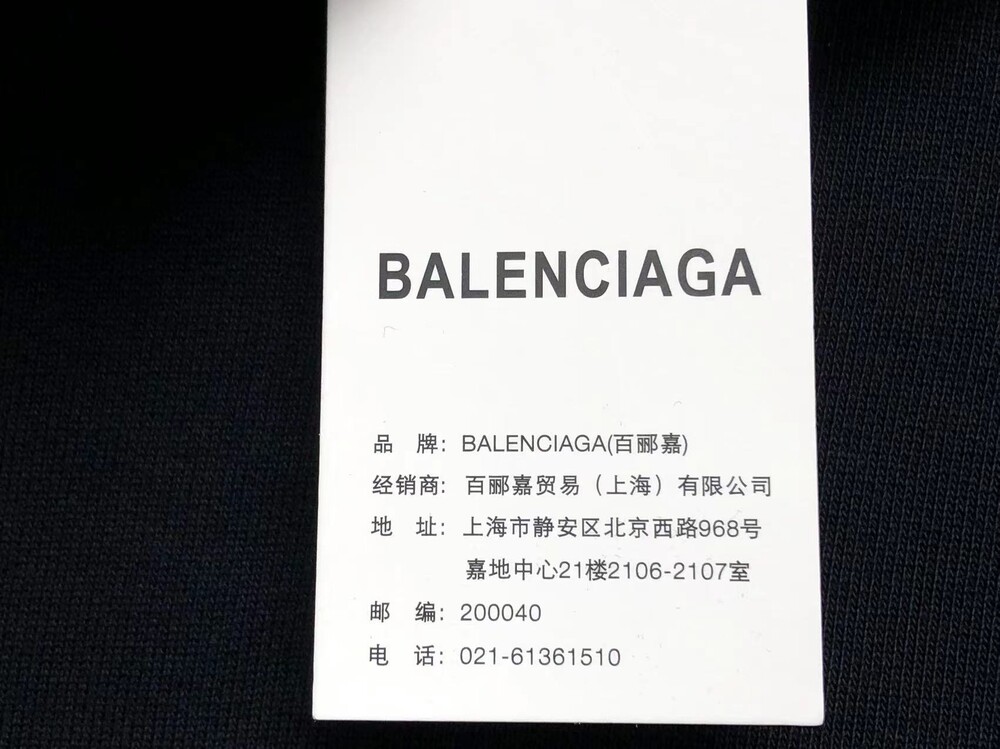 BALENCIAGA
品 牌: BALENCIAGA(百郦嘉)
经销商: 百郦嘉贸易（上海）有限公司
地 址: 上海市静安区北京西路968号
嘉地中心21楼2106-2107室
邮 编: 200040
电 话: 021-61361510